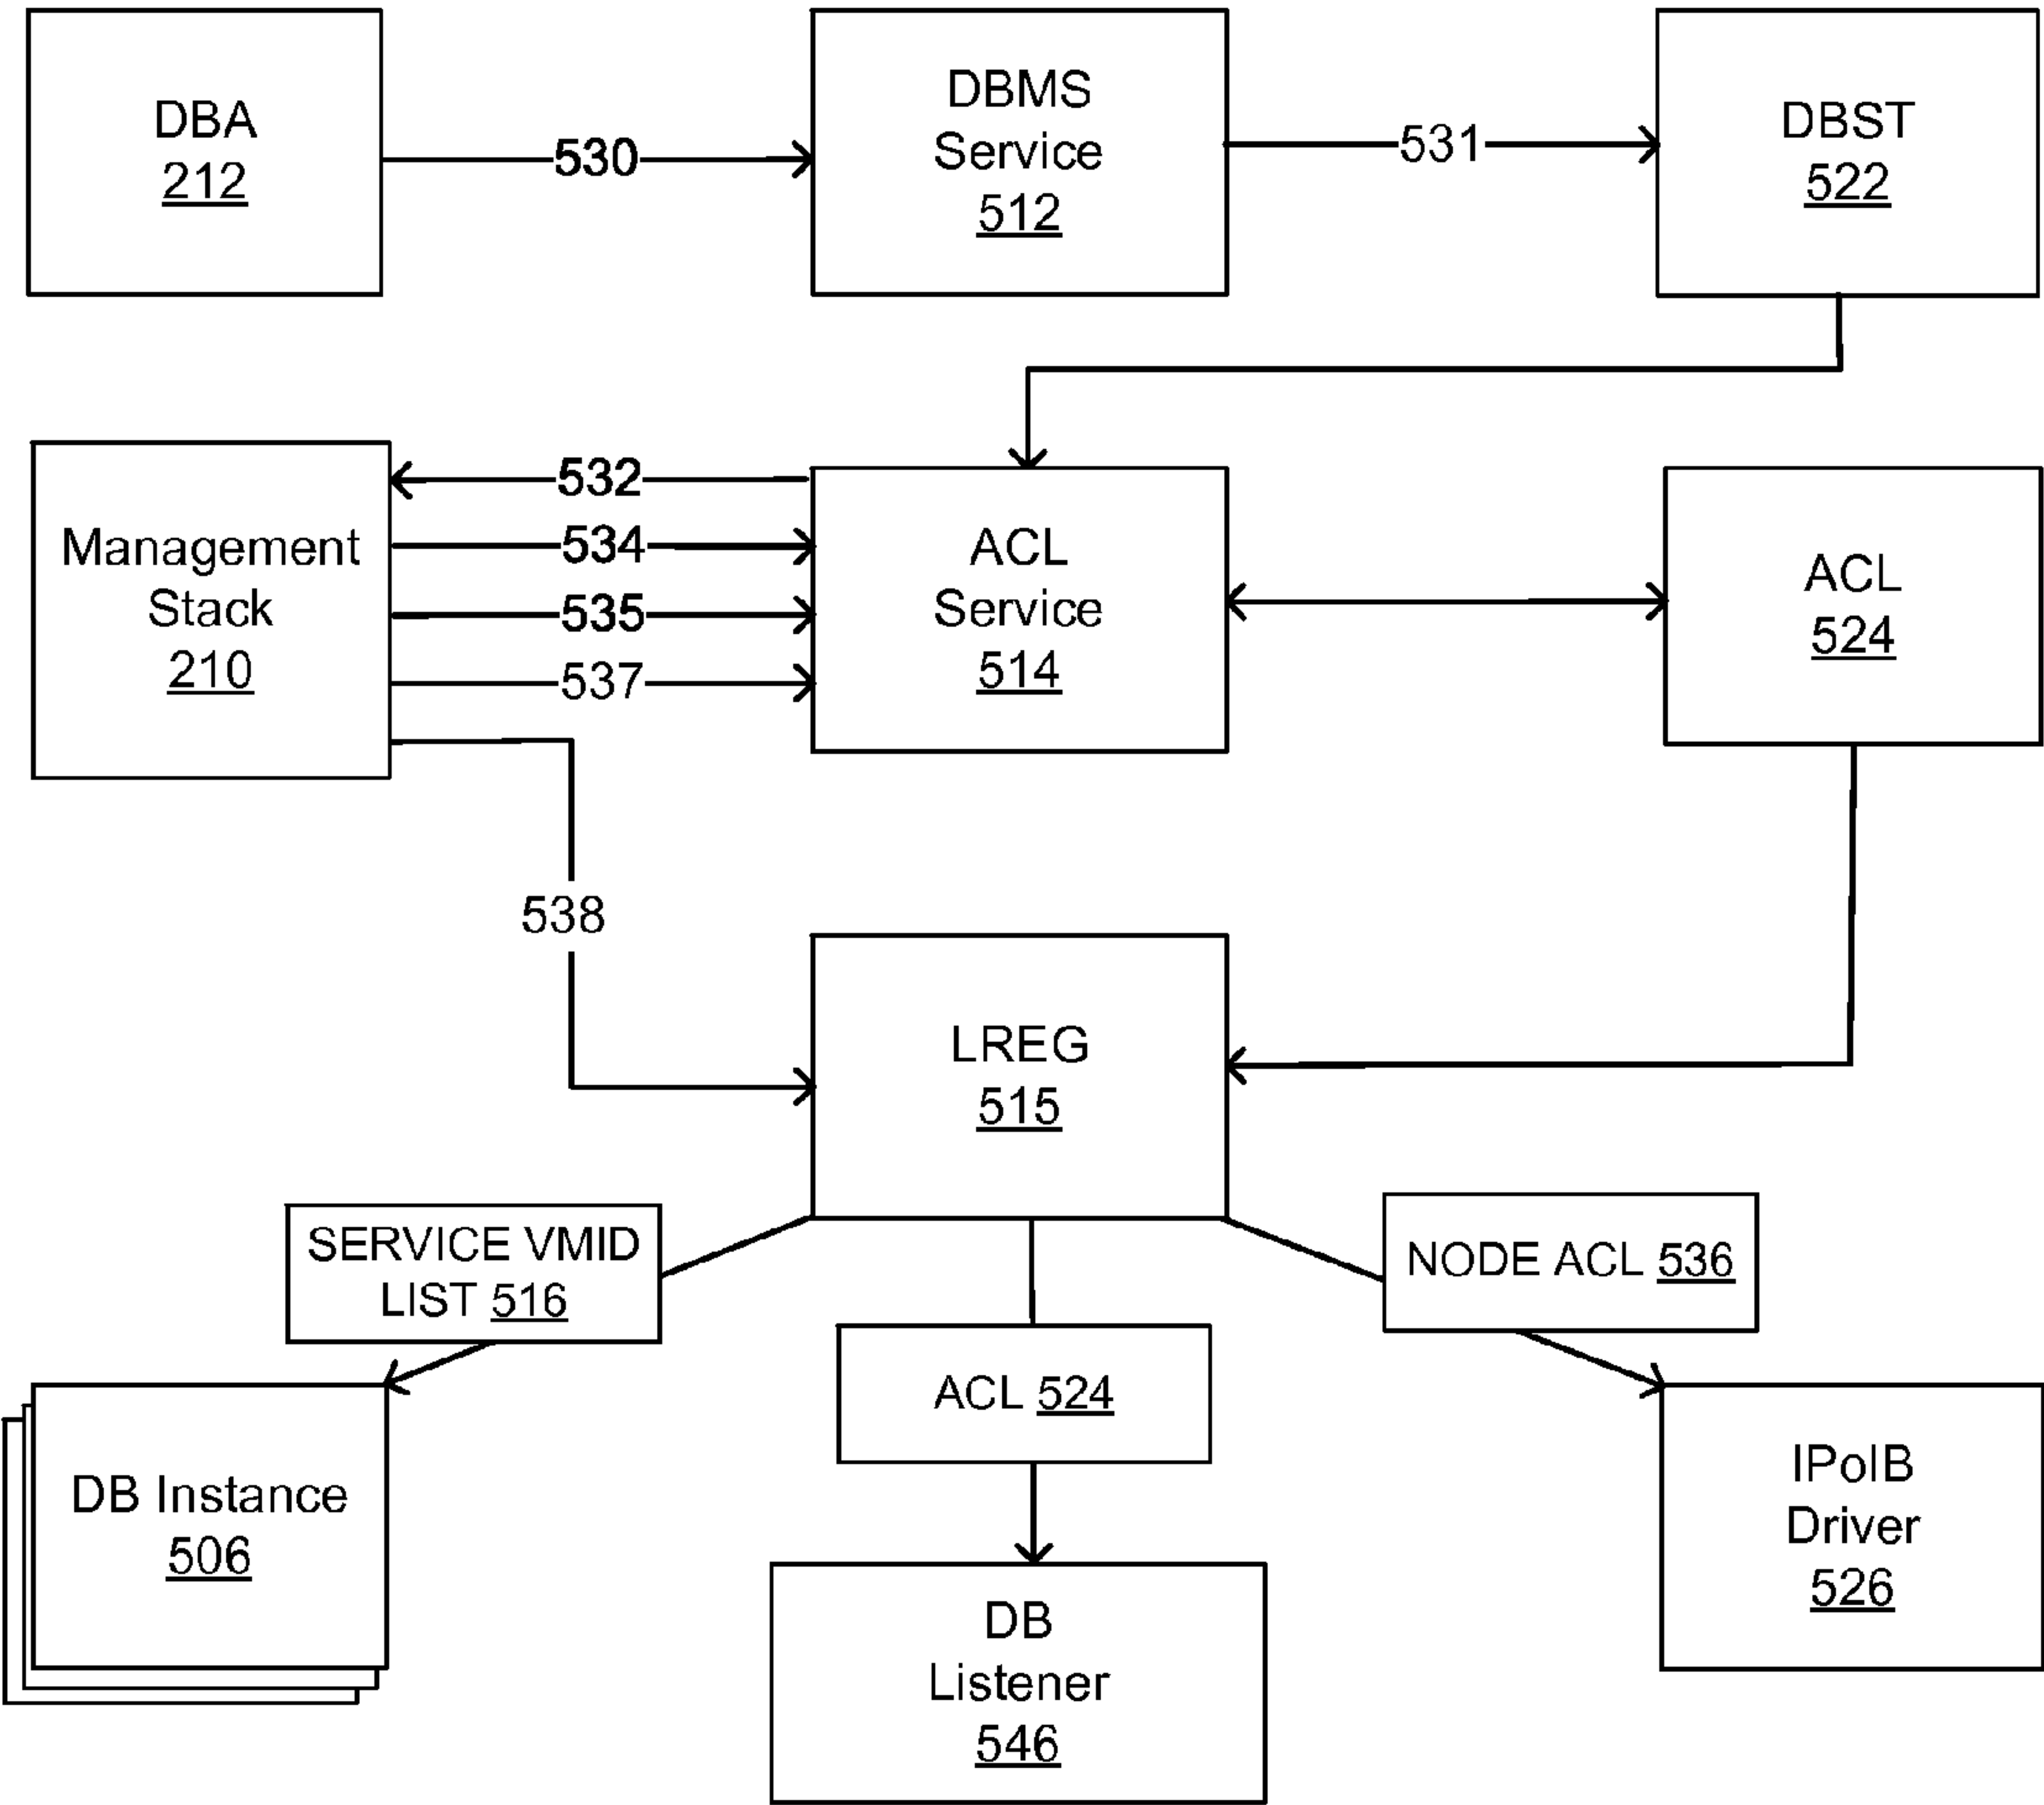 DBA
212
530
DBMS
Service
512
531
DBST
522
Management
Stack
210
532
534
535
537
538
ACL
Service
514
ACL
524
LREG
515
SERVICE VMID
LIST 516
ACL 524
NODE ACL 536
DB Instance
506
DB
Listener
546
IPoIB
Driver
526